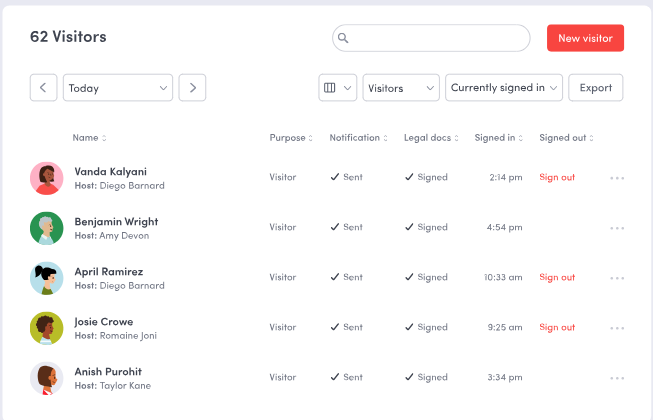 62 Visitors
New visitor
Today
Visitors
Currently signed in
Export
Name Purpose Notification Legal docs Signed in Signed out
Vanda Kalyani
Host: Diego Barnard
Visitor Sent Signed 2:14 pm Sign out
Benjamin Wright
Host: Amy Devon
Visitor Sent Signed 4:54 pm
April Ramirez
Host: Diego Barnard
Visitor Sent Signed 10:33 am Sign out
Josie Crowe
Host: Romaine Joni
Visitor Sent Signed 9:25 am Sign out
Anish Purohit
Host: Taylor Kane
Visitor Sent Signed 3:34 pm